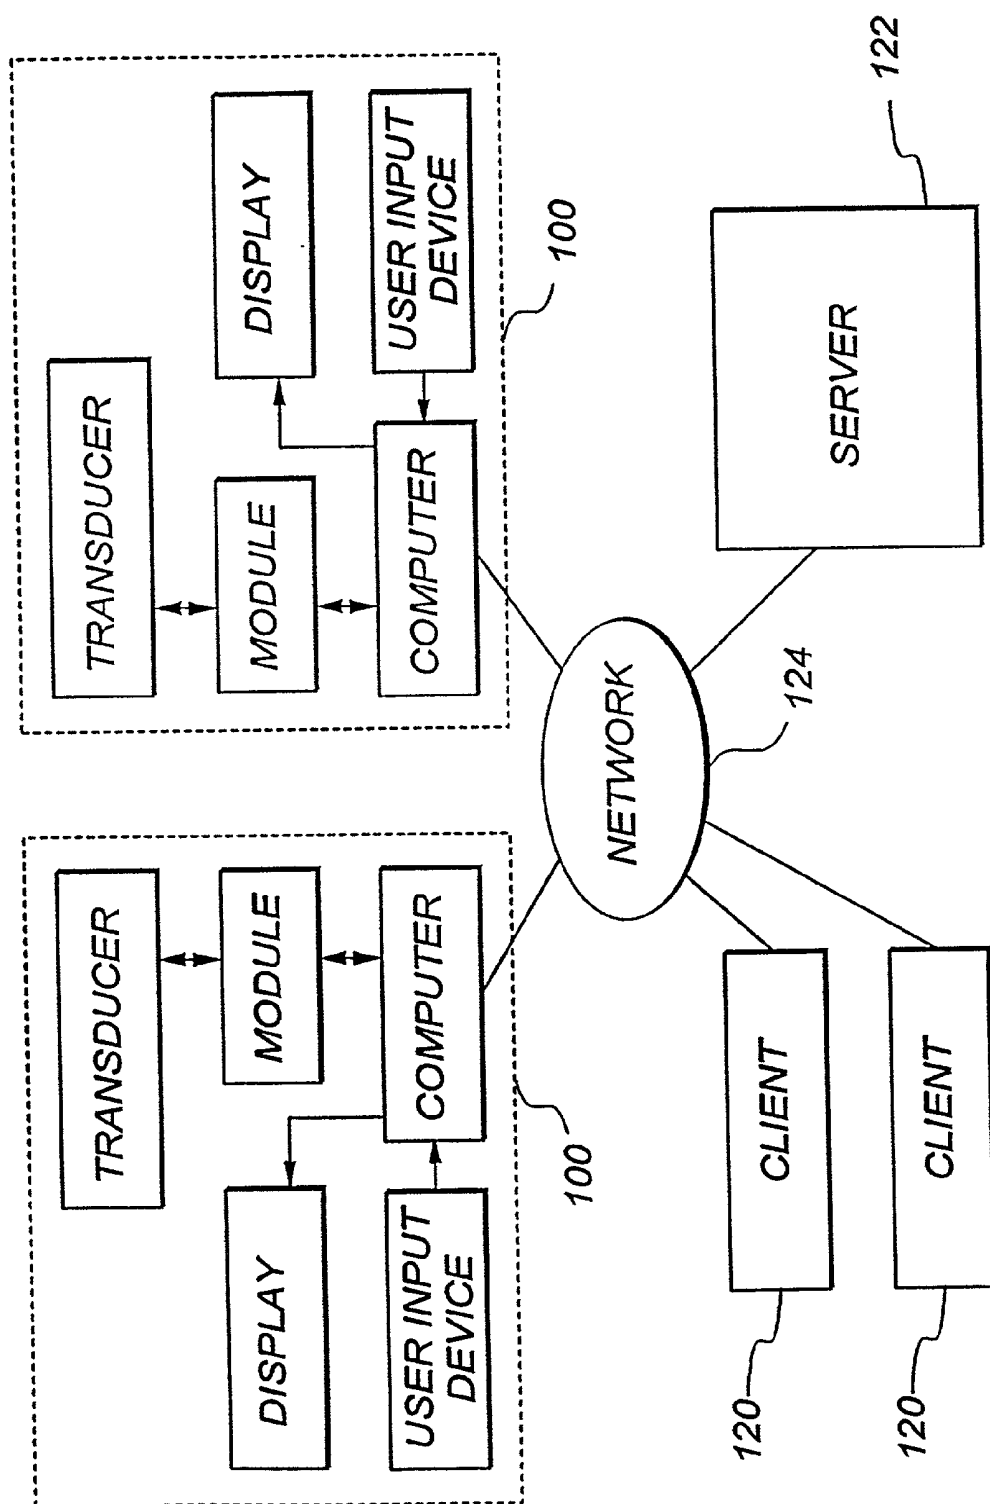 TRANSDUCER
DISPLAY
MODULE
USER INPUT
DEVICE
COMPUTER
100
TRANSDUCER
MODULE
DISPLAY
COMPUTER
USER INPUT
DEVICE
100
NETWORK
124
120
CLIENT
120
CLIENT
SERVER
122